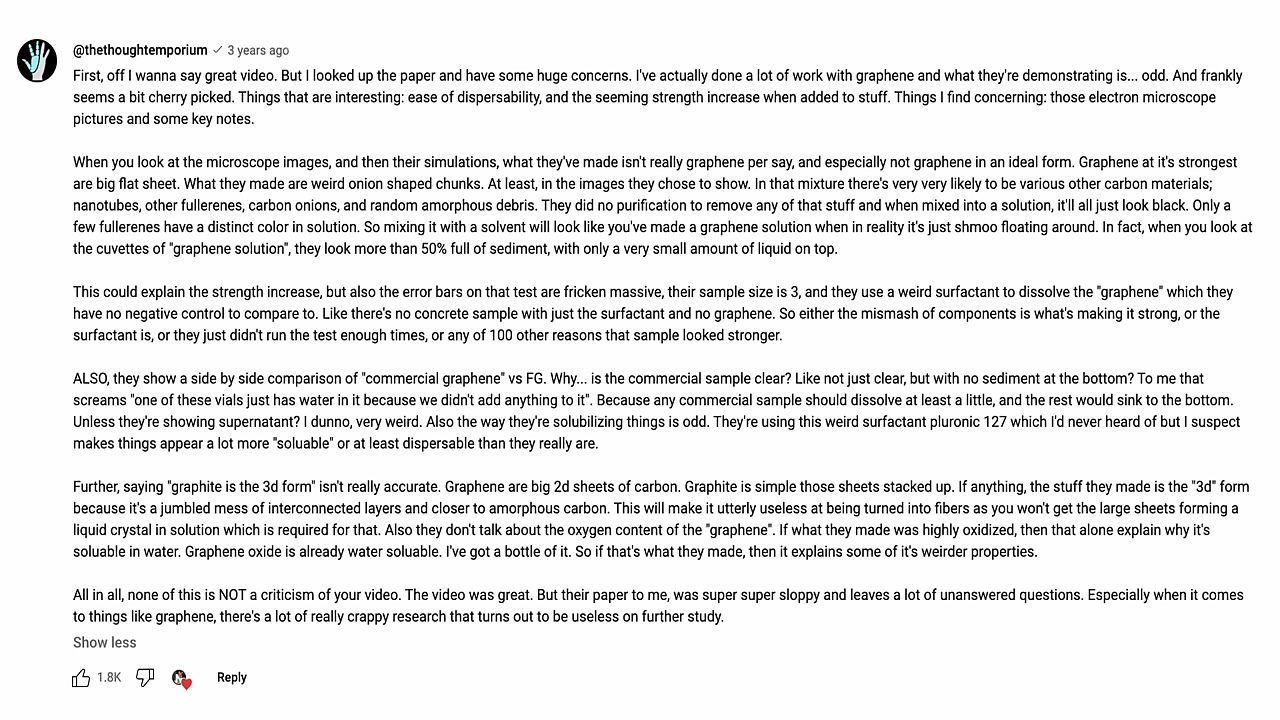 @thethoughtemporium ✓ 3 years ago
First, off I wanna say great video. But I looked up the paper and have some huge concerns. I've actually done a lot of work with graphene and what they're demonstrating is... odd. And frankly
seems a bit cherry picked. Things that are interesting: ease of dispersability, and the seeming strength increase when added to stuff. Things I find concerning: those electron microscope
pictures and some key notes.
When you look at the microscope images, and then their simulations, what they've made isn't really graphene per say, and especially not graphene in an ideal form. Graphene at it's strongest
are big flat sheet. What they made are weird onion shaped chunks. At least, in the images they chose to show. In that mixture there's very very likely to be various other carbon materials;
nanotubes, other fullerenes, carbon onions, and random amorphous debris. They did no purification to remove any of that stuff and when mixed into a solution, it'll all just look black. Only a
few fullerenes have a distinct color in solution. So mixing it with a solvent will look like you've made a graphene solution when in reality it's just shmoo floating around. In fact, when you look at
the cuvettes of "graphene solution", they look more than 50% full of sediment, with only a very small amount of liquid on top.
This could explain the strength increase, but also the error bars on that test are fricken massive, their sample size is 3, and they use a weird surfactant to dissolve the "graphene" which they
have no negative control to compare to. Like there's no concrete sample with just the surfactant and no graphene. So either the mismash of components is what's making it strong, or the
surfactant is, or they just didn't run the test enough times, or any of 100 other reasons that sample looked stronger.
ALSO, they show a side by side comparison of "commercial graphene" vs FG. Why... is the commercial sample clear? Like not just clear, but with no sediment at the bottom? To me that
screams "one of these vials just has water in it because we didn't add anything to it". Because any commercial sample should dissolve at least a little, and the rest would sink to the bottom.
Unless they're showing supernatant? I dunno, very weird. Also the way they're solubilizing things is odd. They're using this weird surfactant pluronic 127 which I'd never heard of but I suspect
makes things appear a lot more "soluable" or at least dispersable than they really are.
Further, saying "graphite is the 3d form" isn't really accurate. Graphene are big 2d sheets of carbon. Graphite is simple those sheets stacked up. If anything, the stuff they made is the "3d" form
because it's a jumbled mess of interconnected layers and closer to amorphous carbon. This will make it utterly useless at being turned into fibers as you won't get the large sheets forming a
liquid crystal in solution which is required for that. Also they don't talk about the oxygen content of the "graphene". If what they made was highly oxidized, then that alone explain why it's
soluable in water. Graphene oxide is already water soluable. I've got a bottle of it. So if that's what they made, then it explains some of it's weirder properties.
All in all, none of this is NOT a criticism of your video. The video was great. But their paper to me, was super super sloppy and leaves a lot of unanswered questions. Especially when it comes
to things like graphene, there's a lot of really crappy research that turns out to be useless on further study.
Show less
1.8K Reply